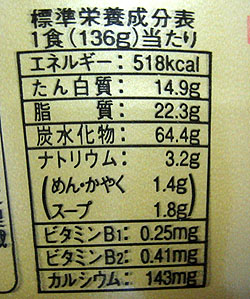 標準栄養成分表
1食(136g)当たり
エネルギー: 518kcal
たん白質: 14.9g
脂質: 22.3g
炭水化物: 64.4g
ナトリウム: 3.2g
(めん・かやく 1.4g)
(スープ 1.8g)
ビタミンB1: 0.25mg
ビタミンB2: 0.41mg
カルシウム: 143mg